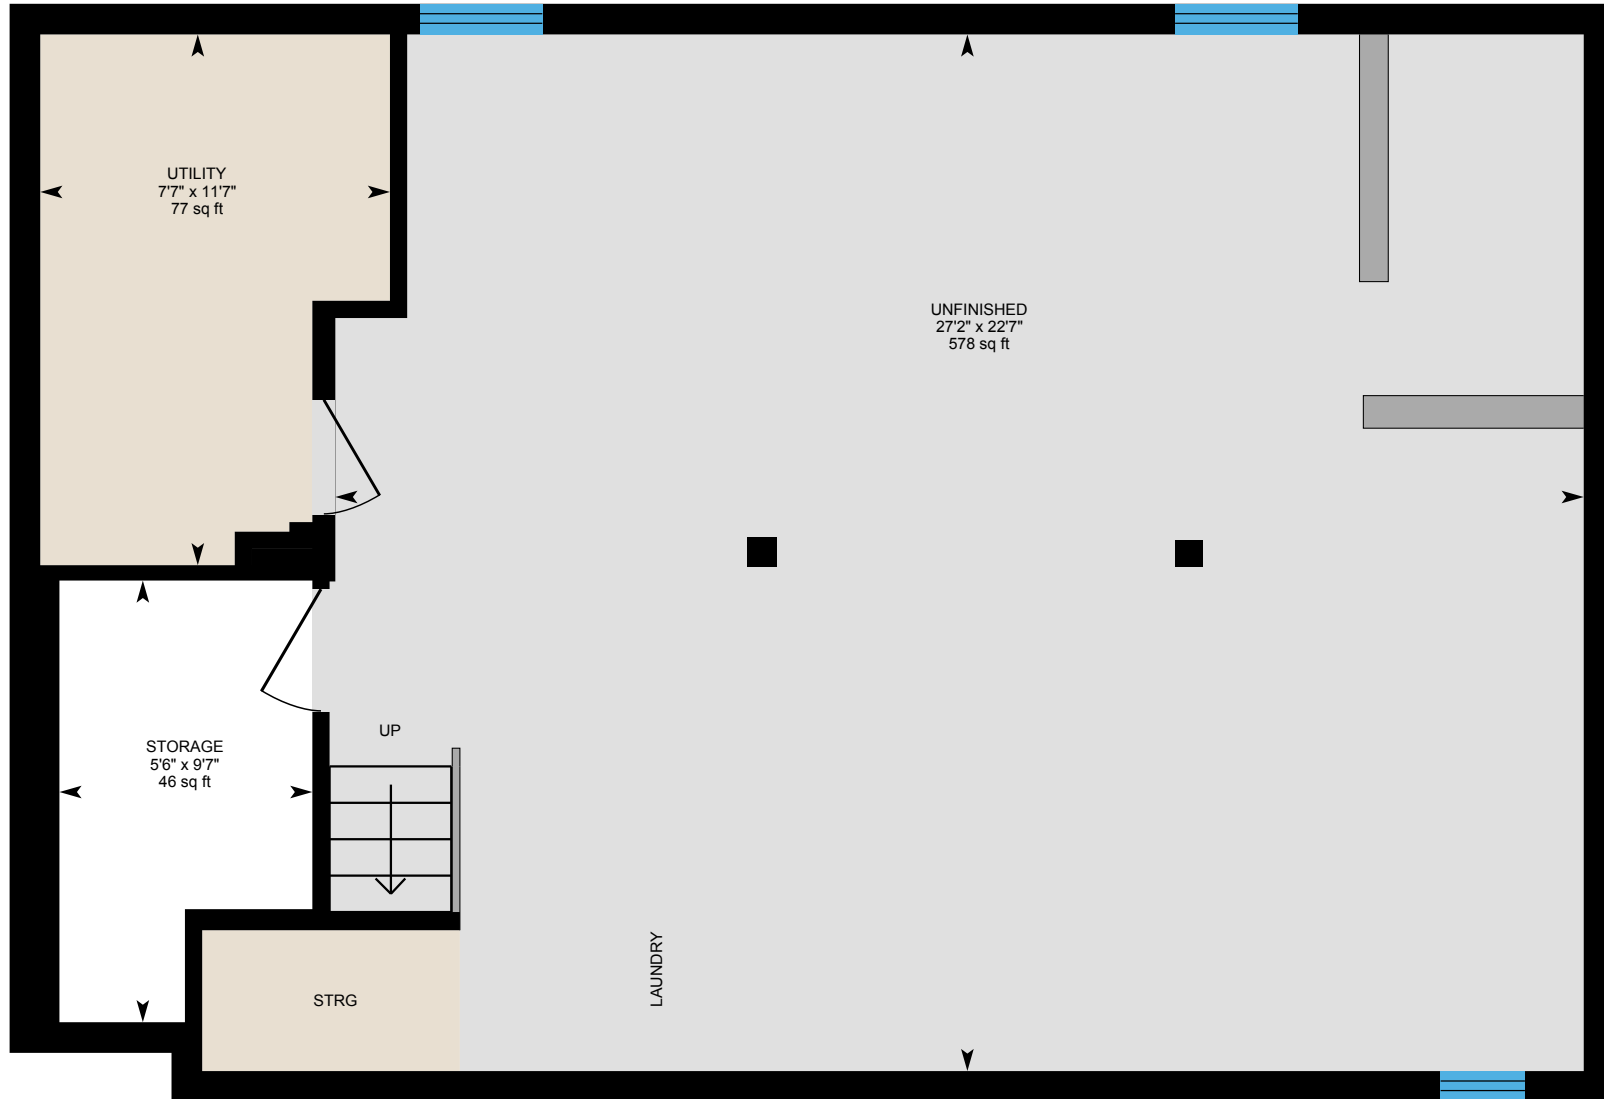 UTILITY
7'7" x 11'7"
77 sq ft
UNFINISHED
27'2" x 22'7"
578 sq ft
UP
STORAGE
5'6" x 9'7"
46 sq ft
STRG
LAUNDRY